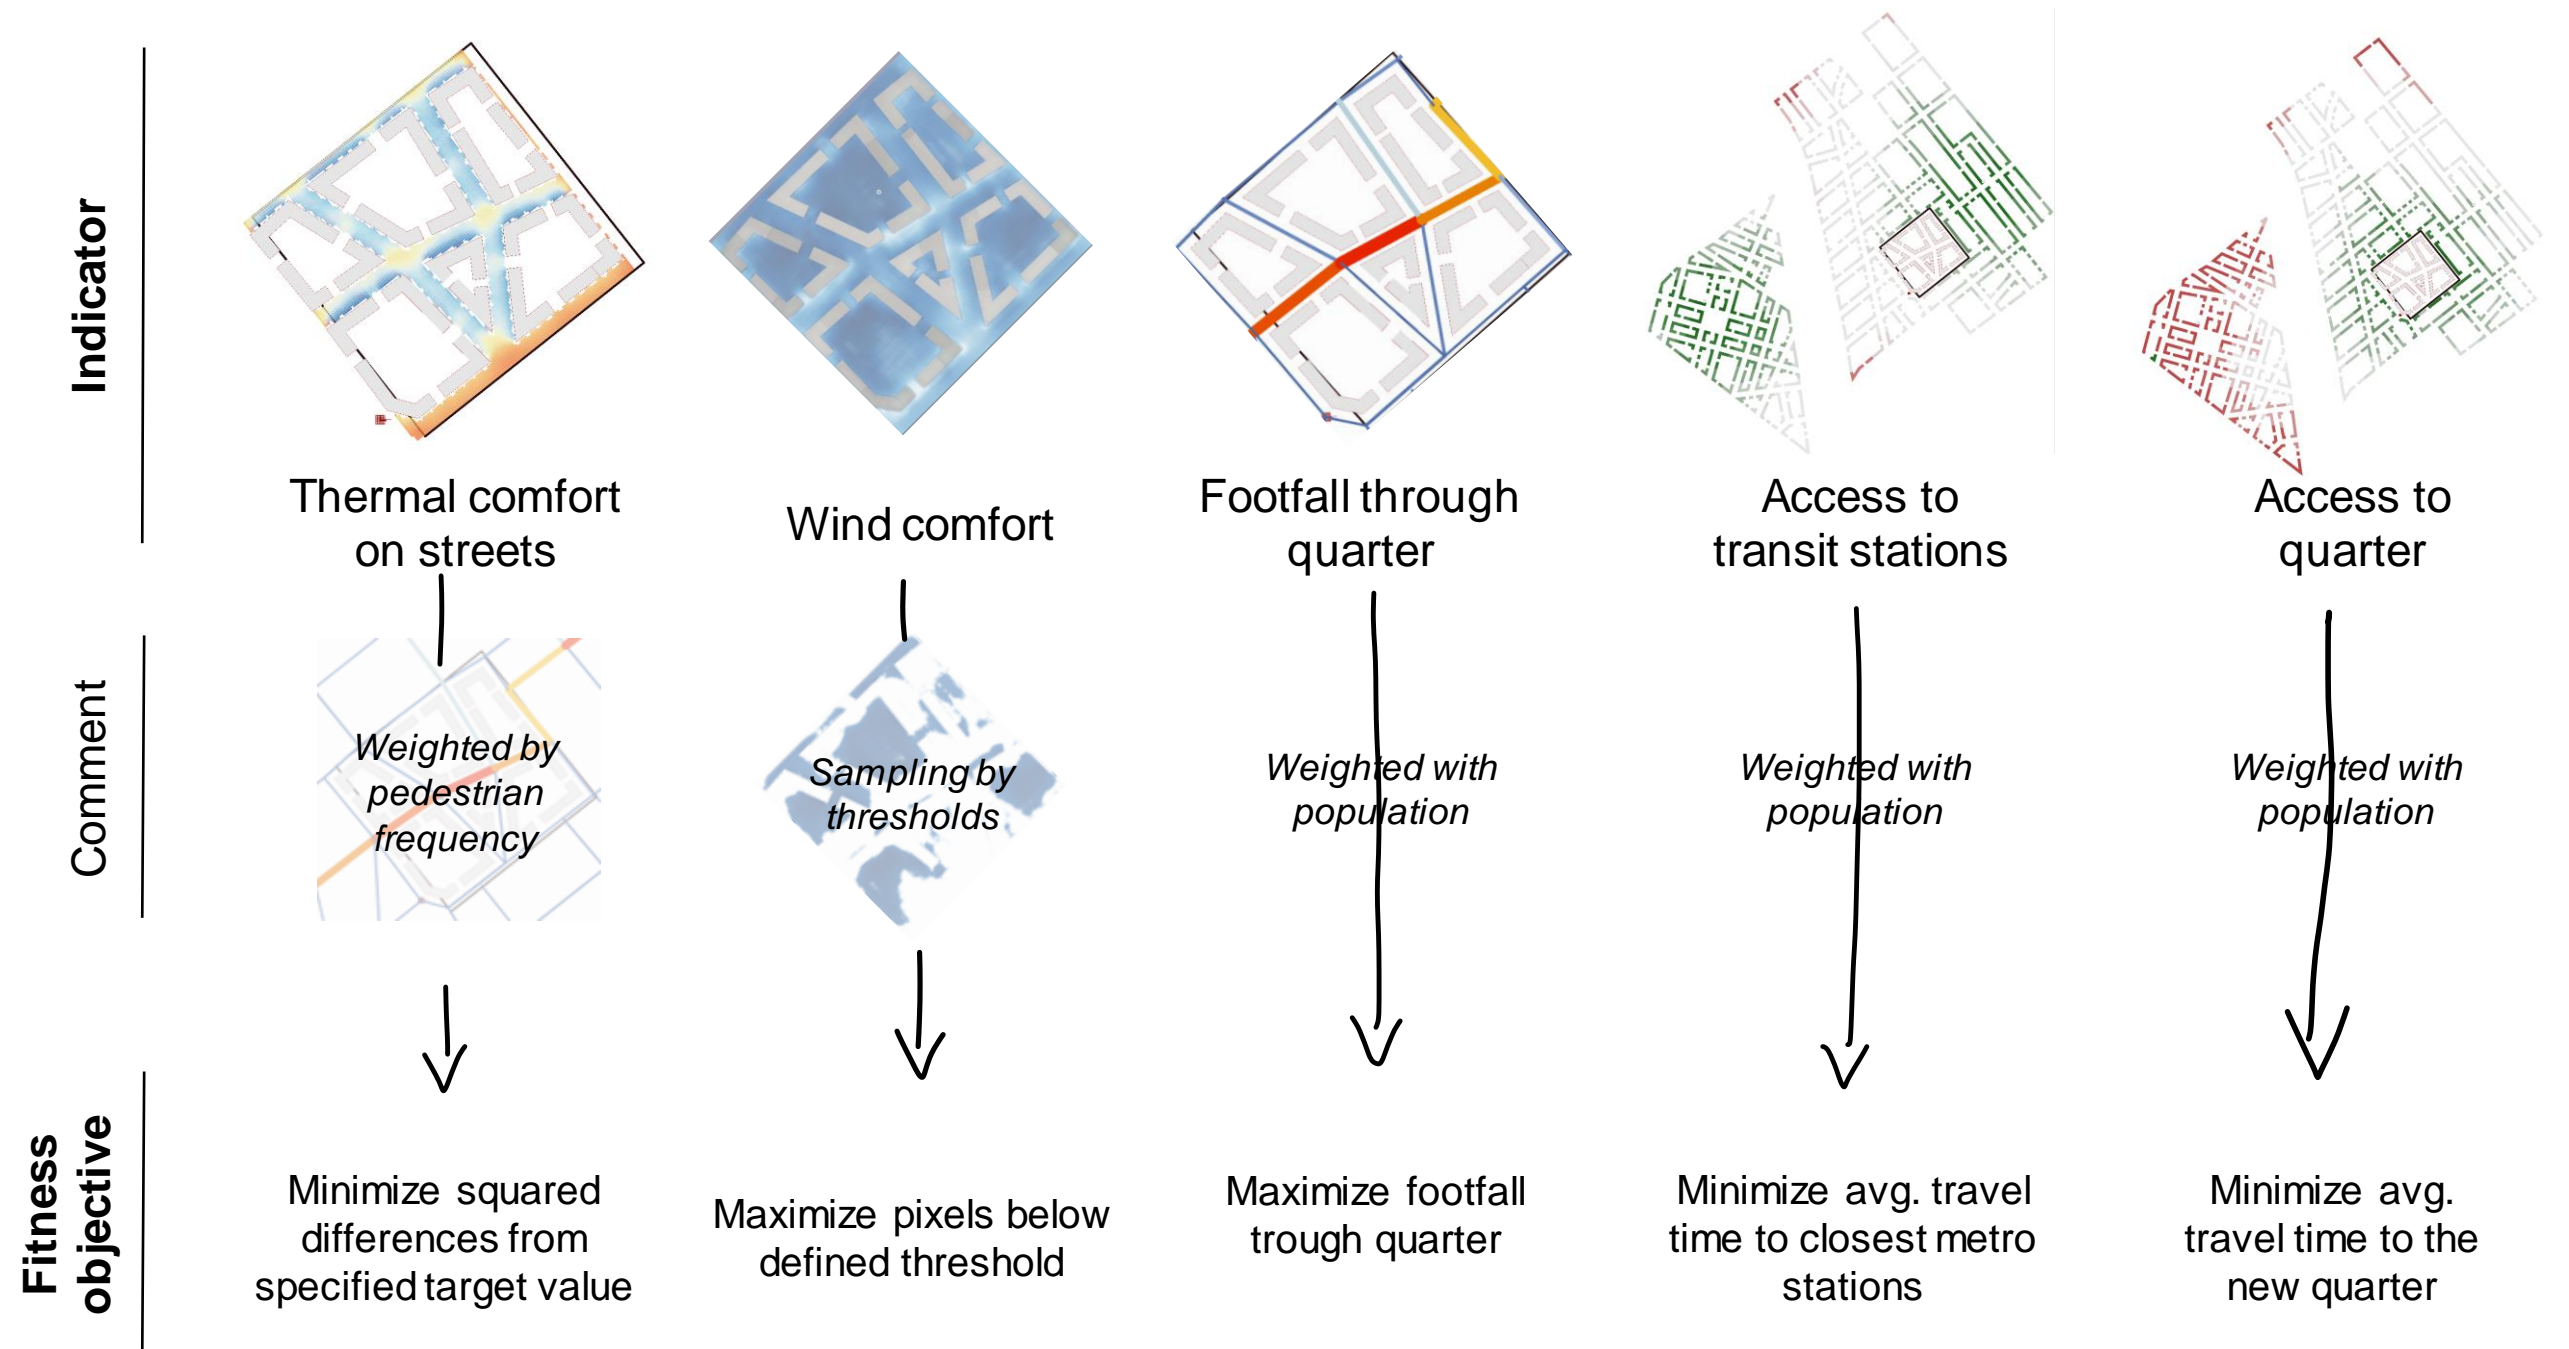 Indicator
Thermal comfort
on streets
Wind comfort
Footfall through
quarter
Access to
transit stations
Access to
quarter
Comment
Weighted by
pedestrian
frequency
Sampling by
thresholds
Weighted with
population
Weighted with
population
Weighted with
population
Fitness
objective
Minimize squared
differences from
specified target value
Maximize pixels below
defined threshold
Maximize footfall
trough quarter
Minimize avg. travel
time to closest metro
stations
Minimize avg.
travel time to the
new quarter